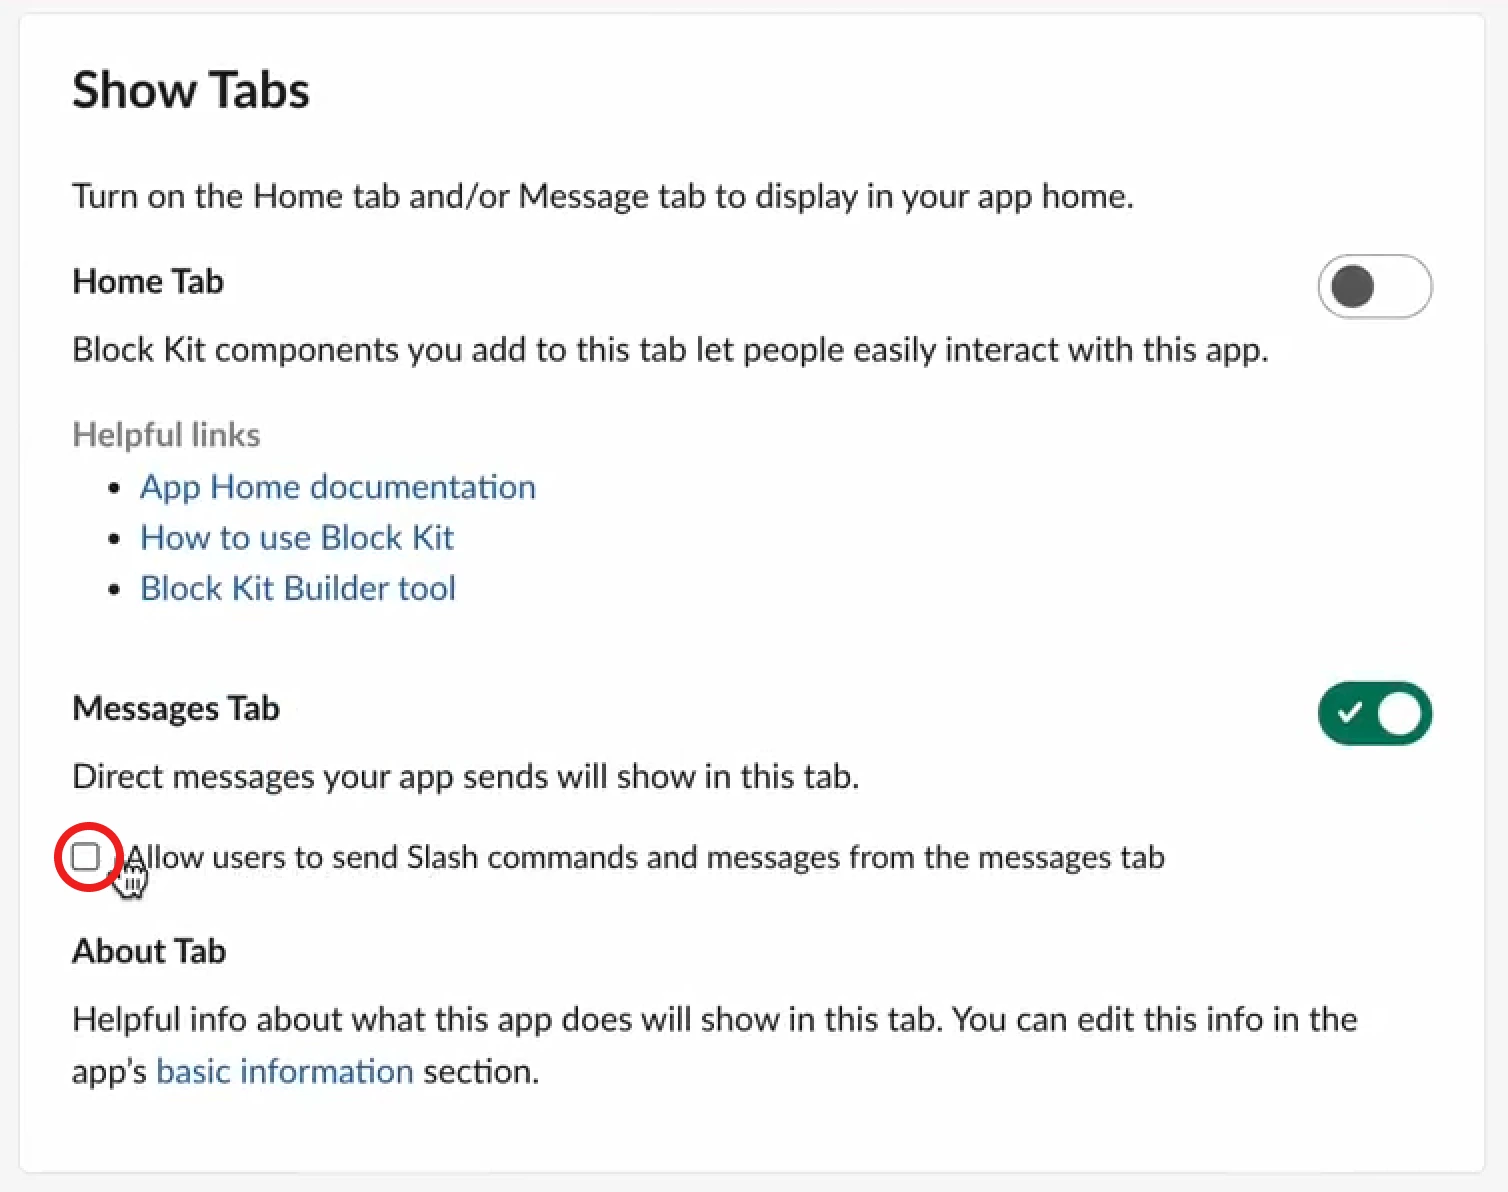 Show Tabs
Turn on the Home tab and/or Message tab to display in your app home.
Home Tab
Block Kit components you add to this tab let people easily interact with this app.
Helpful links
App Home documentation
How to use Block Kit
Block Kit Builder tool
Messages Tab
Direct messages your app sends will show in this tab.
Allow users to send Slash commands and messages from the messages tab
About Tab
Helpful info about what this app does will show in this tab. You can edit this info in the
app's basic information section.